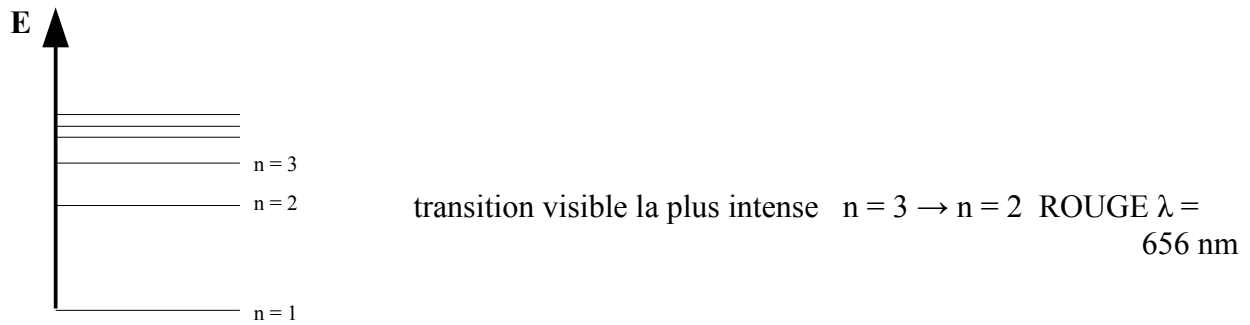 E
n = 3
n = 2
transition visible la plus intense n = 3 → n = 2 ROUGE λ =
656 nm
n = 1